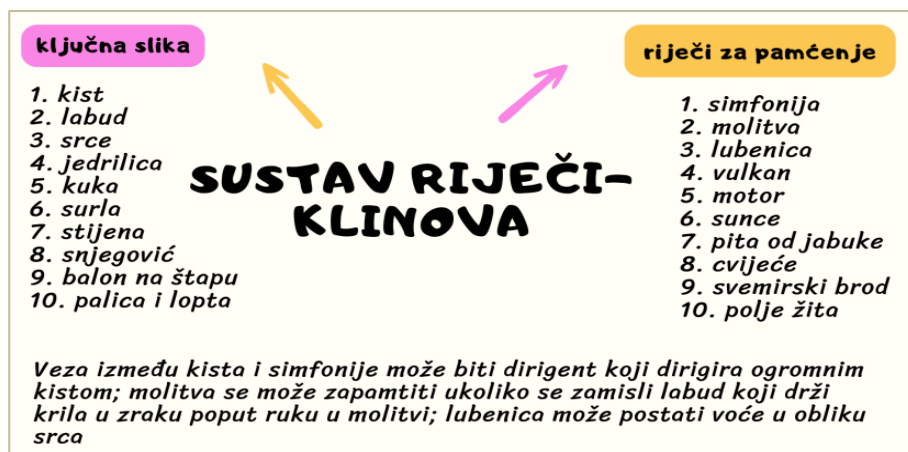 ključna slika
1. kist
2. labud
3. srce
4. jedrilica
5. kuka
6. surla
7. stijena
8. snjegović
9. balon na štapu
10. palica i lopta
SUSTAV RIJEČI-
KLINOVA
riječi za pamćenje
1. simfonija
2. molitva
3. lubenica
4. vulkan
5. motor
6. sunce
7. pita od jabuke
8. cvijeće
9. svemirski brod
10. polje žita
Veza između kista i simfonije može biti dirigent koji dirigira ogromnim
kistom; molitva se može zapamtiti ukoliko se zamisli labud koji drži
krila u zraku poput ruku u molitvi; lubenica može postati voće u obliku
srca